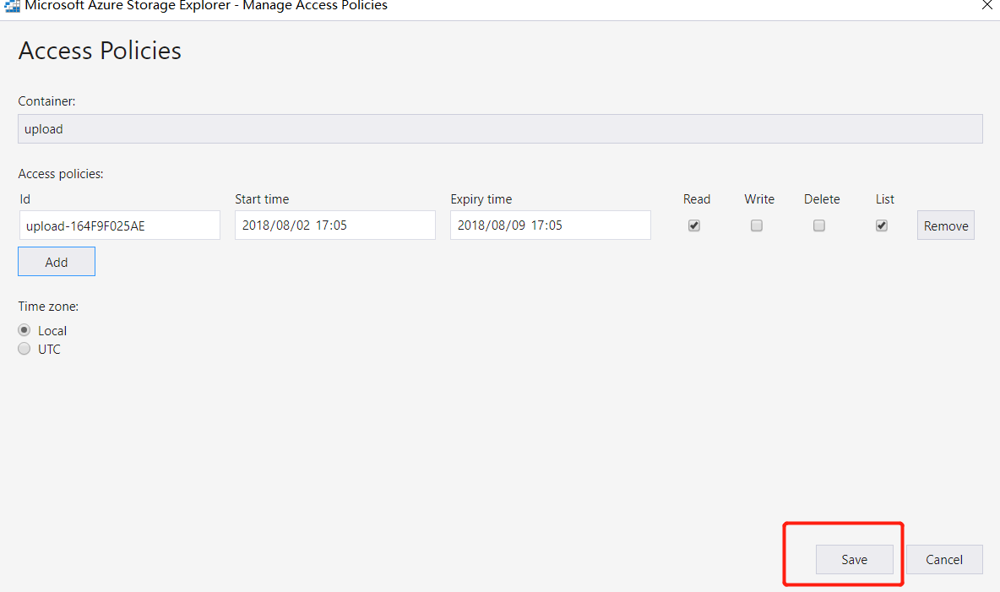 Microsoft Azure Storage Explorer - Manage Access Policies
Access Policies
Container:
upload
Access policies:
Id Start time Expiry time Read Write Delete List
upload-164F9F025AE 2018/08/02 17:05 2018/08/09 17:05 Remove
Add
Time zone:
Local
UTC
Save Cancel